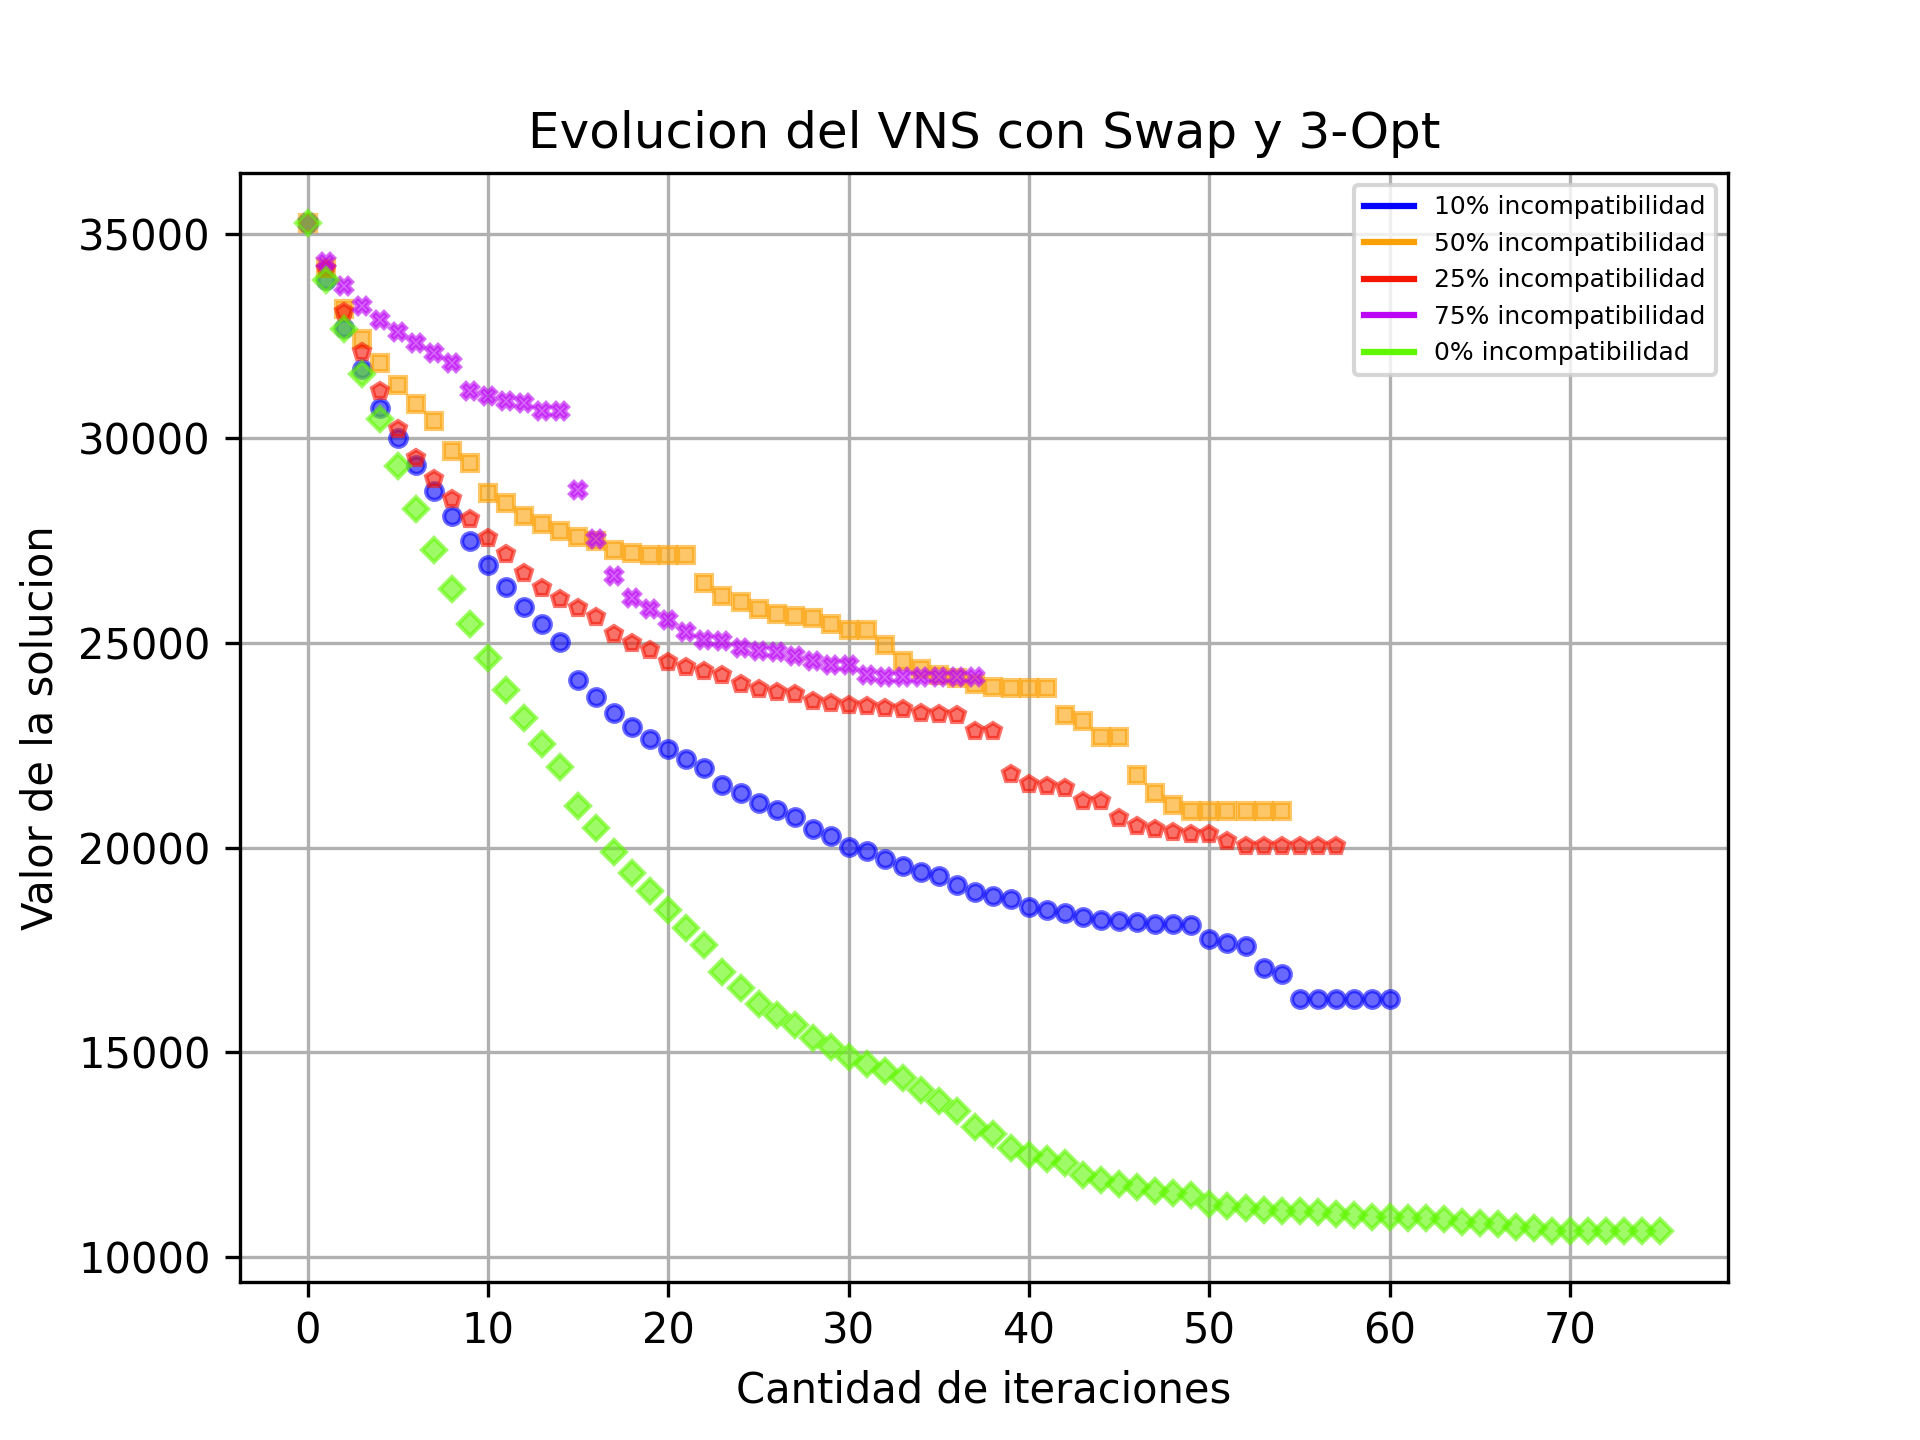 Evolucion del VNS con Swap y 3-Opt
10% incompatibilidad
50% incompatibilidad
25% incompatibilidad
75% incompatibilidad
0% incompatibilidad
Valor de la solucion
35000
30000
25000
20000
15000
10000
0 10 20 30 40 50 60 70
Cantidad de iteraciones